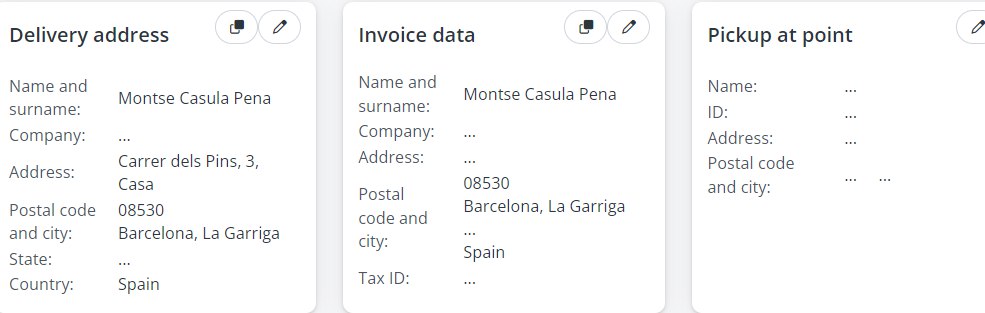 Delivery address
Name and
surname:
Montse Casula Pena
Company:
...
Address:
Carrer dels Pins, 3,
Casa
Postal code
and city:
08530
Barcelona, La Garriga
State:
...
Country:
Spain
Invoice data
Name and
surname:
Montse Casula Pena
Company:
...
Address:
...
Postal
code and
city:
08530
Barcelona, La Garriga
...
Spain
Tax ID:
...
Pickup at point
Name:
...
ID:
...
Address:
...
Postal code
and city:
... ...